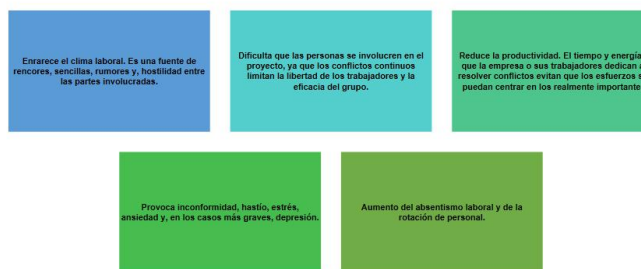 Enrarece el clima laboral. Es una fuente de
rencores, sencillas, rumores y, hostilidad entre
las partes involucradas.
Dificulta que las personas se involucren en el
proyecto, ya que los conflictos continuos
limitan la libertad de los trabajadores y la
eficacia del grupo.
Reduce la productividad. El tiempo y energía
que la empresa o sus trabajadores dedican a
resolver conflictos evitan que los esfuerzos s
puedan centrar en los realmente importante
Provoca inconformidad, hastío, estrés,
ansiedad y, en los casos más graves, depresión.
Aumento del absentismo laboral y de la
rotación de personal.